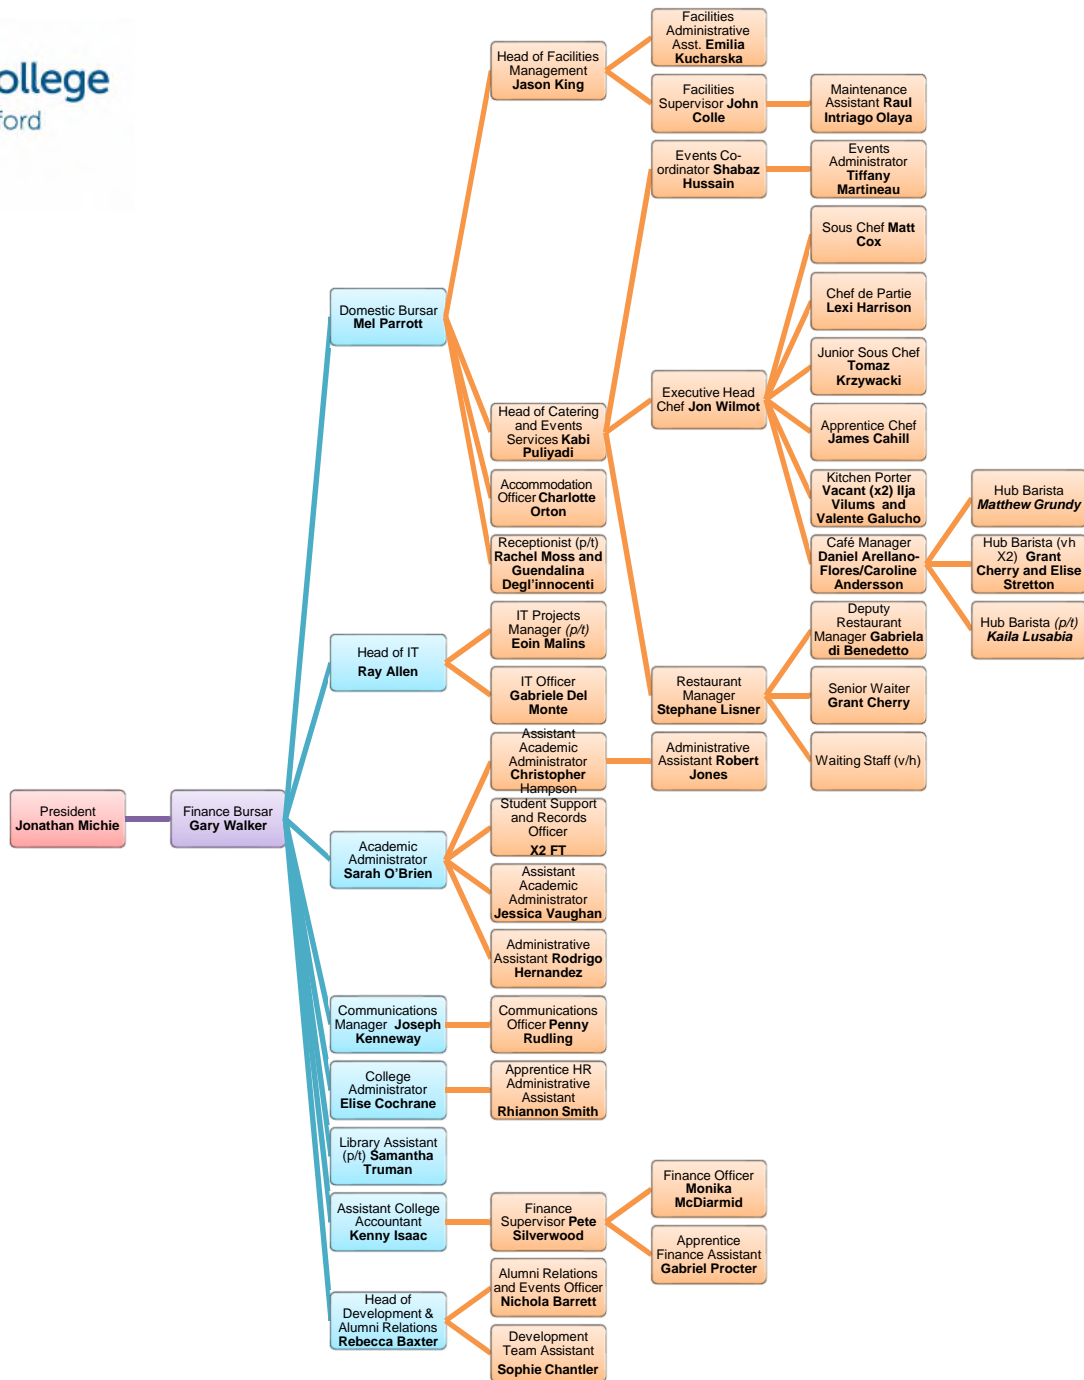 ollege
ford
President
Jonathan Michie
Finance Bursar
Gary Walker
Domestic Bursar
Mel Parrott
Head of Facilities
Management
Jason King
Facilities
Administrative
Asst. Emilia
Kucharska
Facilities
Supervisor John
Colle
Maintenance
Assistant Raul
Intriago Olaya
Head of Catering
and Events
Services Kabi
Puliyadi
Events Co-
ordinator Shabaz
Hussain
Events
Administrator
Tiffany
Martineau
Executive Head
Chef Jon Wilmot
Sous Chef Matt
Cox
Chef de Partie
Lexi Harrison
Junior Sous Chef
Tomaz
Krzywacki
Apprentice Chef
James Cahill
Kitchen Porter
Vacant (x2) Ilja
Vilums and
Valente Galucho
Café Manager
Daniel Arellano-
Flores/Caroline
Andersson
Hub Barista
Matthew Grundy
Hub Barista (vh
X2) Grant
Cherry and Elise
Stretton
Hub Barista (p/t)
Kaila Lusabia
Restaurant
Manager
Stephane Lisner
Deputy
Restaurant
Manager Gabriela
di Benedetto
Senior Waiter
Grant Cherry
Waiting Staff (v/h)
Accommodation
Officer Charlotte
Orton
Receptionist (p/t)
Rachel Moss and
Guendalina
Degl'innocenti
Head of IT
Ray Allen
IT Projects
Manager (p/t)
Eoin Malins
IT Officer
Gabriele Del
Monte
Academic
Administrator
Sarah O'Brien
Assistant
Academic
Administrator
Christopher
Hampson
Administrative
Assistant Robert
Jones
Student Support
and Records
Officer
X2 FT
Assistant
Academic
Administrator
Jessica Vaughan
Administrative
Assistant Rodrigo
Hernandez
Communications
Manager Joseph
Kenneway
Communications
Officer Penny
Rudling
College
Administrator
Elise Cochrane
Apprentice HR
Administrative
Assistant
Rhiannon Smith
Library Assistant
(p/t) Samantha
Truman
Assistant College
Accountant
Kenny Isaac
Finance
Supervisor Pete
Silverwood
Finance Officer
Monika
McDiarmid
Apprentice
Finance Assistant
Gabriel Procter
Head of
Development &
Alumni Relations
Rebecca Baxter
Alumni Relations
and Events Officer
Nichola Barrett
Development
Team Assistant
Sophie Chantler